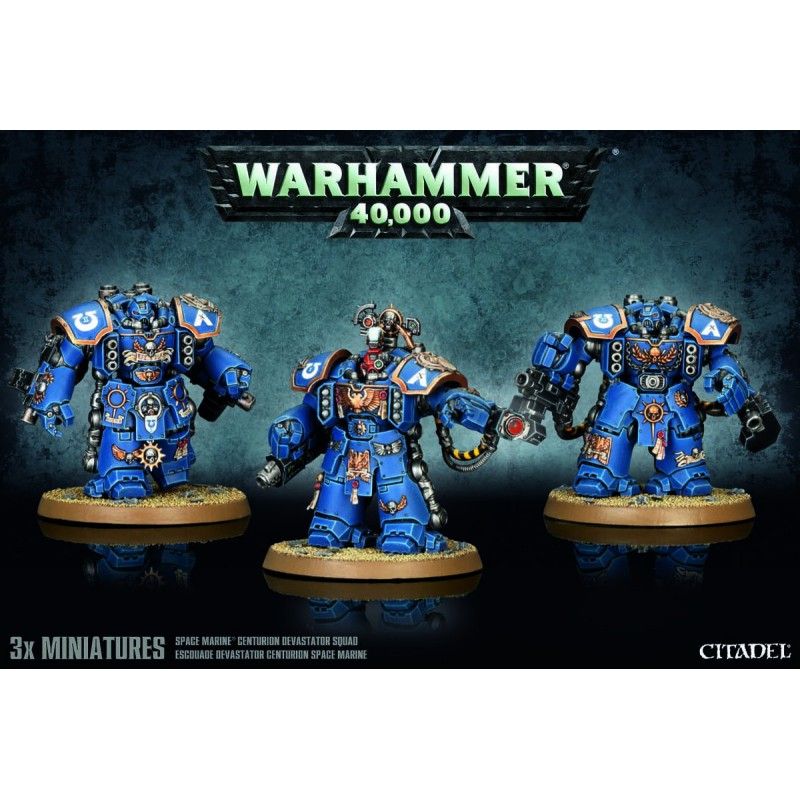 WARHAMMER®
40,000
®
3x MINIATURES
SPACE MARINE® CENTURION DEVASTATOR SQUAD
ESCOUADE DEVASTATOR CENTURION SPACE MARINE
CITADEL